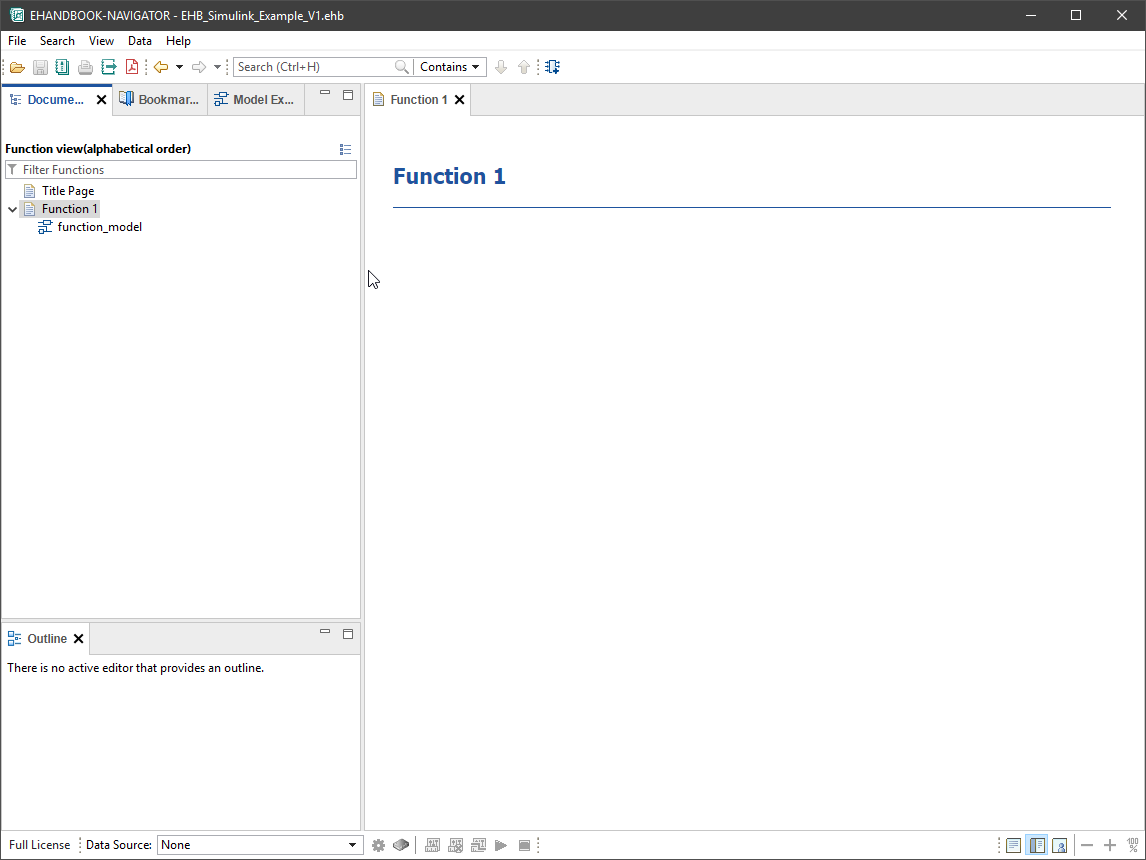 EHANDBOOK-NAVIGATOR - EHB_Simulink_Example_V1.ehb
File Search View Data Help
Search (Ctrl+H) Contains
Docume... Bookmar... Model Ex... Function 1
Function view(alphabetical order)
Filter Functions
Title Page
Function 1
function_model
Function 1
Outline
There is no active editor that provides an outline.
Full License Data Source: None
100 %